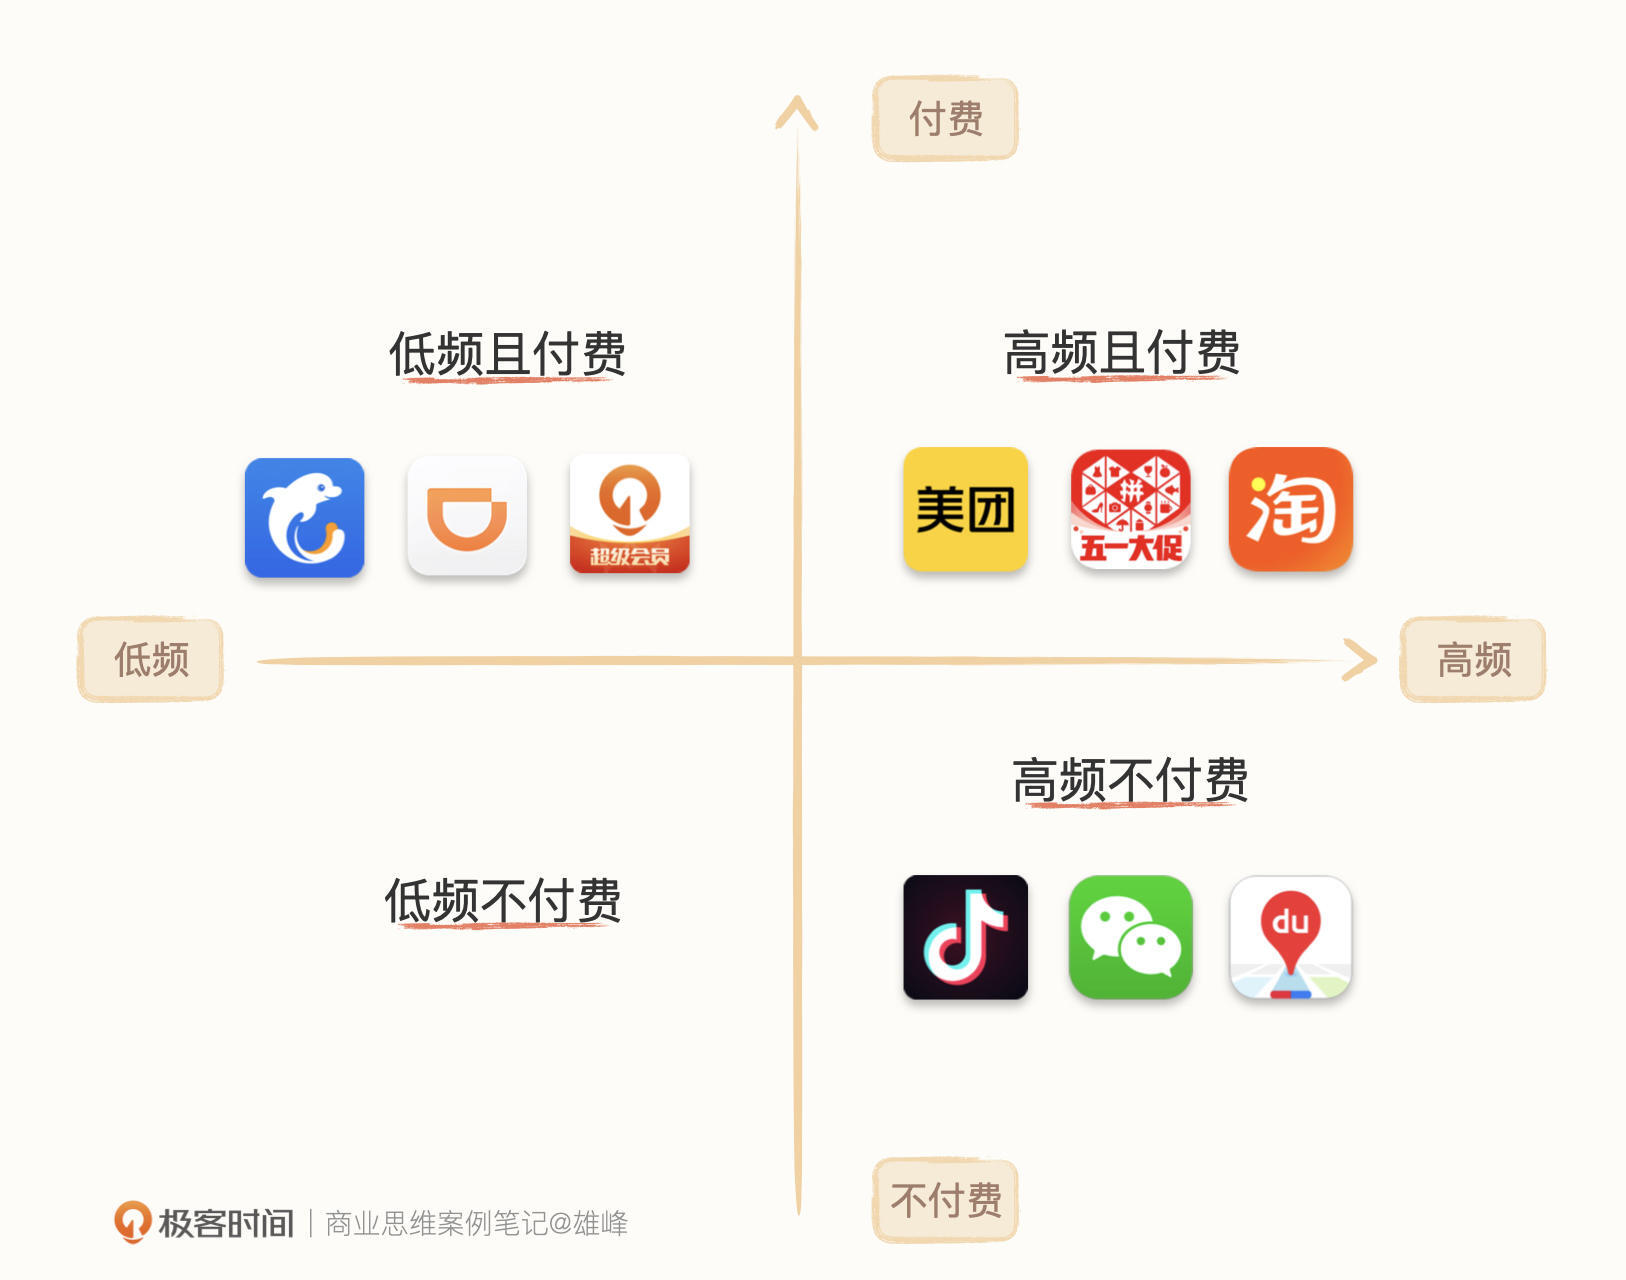 付费
低频且付费
高频且付费
超级会员
美团
拼
五一大促
淘
低频
高频
高频不付费
低频不付费
du
不付费
极客时间 | 商业思维案例笔记@雄峰